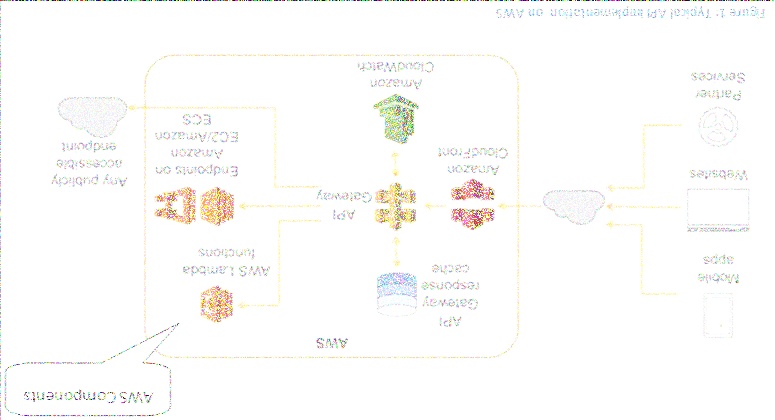 AWS Components
AWS
Mobile
apps
API
Gateway
response
cache
AWS Lambda
functions
Websites
Amazon
CloudFront
API
Gateway
Endpoints on
Amazon
EC2/Amazon
ECS
Any publicly
accessible
endpoint
Partner
Services
Amazon
CloudWatch
Figure 1: Typical API Implementation on AWS